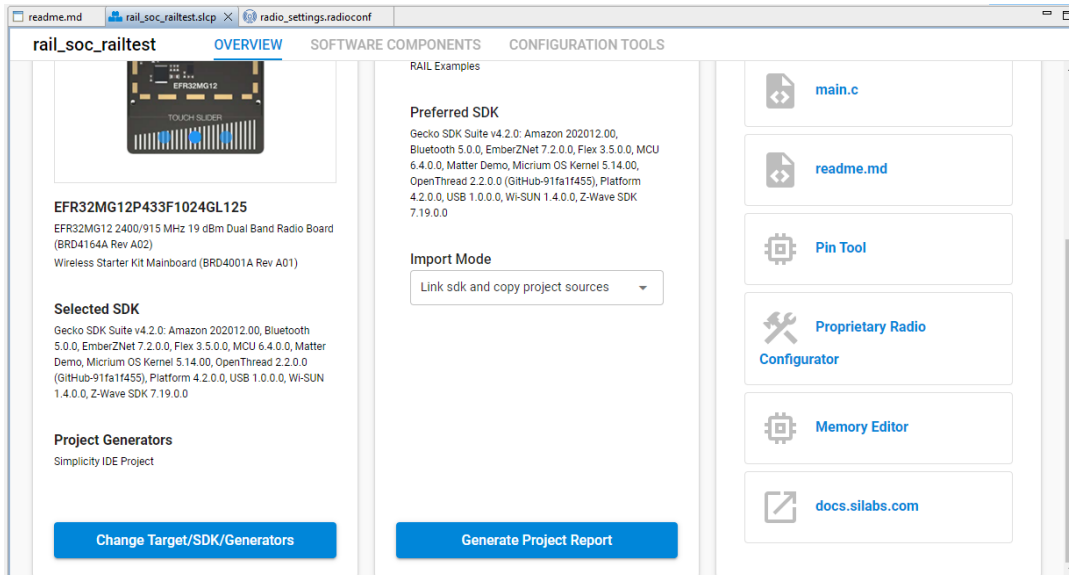 readme.md
rail_soc_railtest.slcp
radio_settings.radioconf
rail_soc_railtest
OVERVIEW
SOFTWARE COMPONENTS
CONFIGURATION TOOLS
EFR32MG12
TOUCH SLIDER
EFR32MG12P433F1024GL125
EFR32MG12 2400/915 MHz 19 dBm Dual Band Radio Board
(BRD4164A Rev A02)
Wireless Starter Kit Mainboard (BRD4001A Rev A01)
Selected SDK
Gecko SDK Suite v4.2.0: Amazon 202012.00, Bluetooth
5.0.0, EmberZNet 7.2.0.0, Flex 3.5.0.0, MCU 6.4.0.0, Matter
Demo, Micrium OS Kernel 5.14.00, OpenThread 2.2.0.0
(GitHub-91fa1f455), Platform 4.2.0.0, USB 1.0.0.0, Wi-SUN
1.4.0.0, Z-Wave SDK 7.19.0.0
Project Generators
Simplicity IDE Project
Change Target/SDK/Generators
RAIL Examples
Preferred SDK
Gecko SDK Suite v4.2.0: Amazon 202012.00,
Bluetooth 5.0.0, EmberZNet 7.2.0.0, Flex 3.5.0.0, MCU
6.4.0.0, Matter Demo, Micrium OS Kernel 5.14.00,
OpenThread 2.2.0.0 (GitHub-91fa1f455), Platform
4.2.0.0, USB 1.0.0.0, Wi-SUN 1.4.0.0, Z-Wave SDK
7.19.0.0
Import Mode
Link sdk and copy project sources
Generate Project Report
main.c
readme.md
Pin Tool
Proprietary Radio
Configurator
Memory Editor
docs.silabs.com